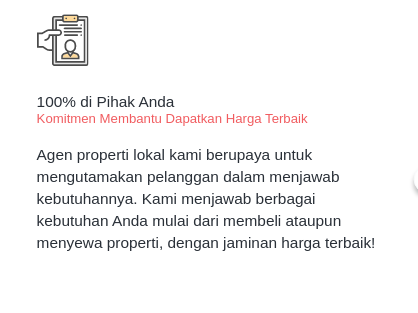 100% di Pihak Anda
Komitmen Membantu Dapatkan Harga Terbaik
Agen properti lokal kami berupaya untuk
mengutamakan pelanggan dalam menjawab
kebutuhannya. Kami menjawab berbagai
kebutuhan Anda mulai dari membeli ataupun
menyewa properti, dengan jaminan harga terbaik!